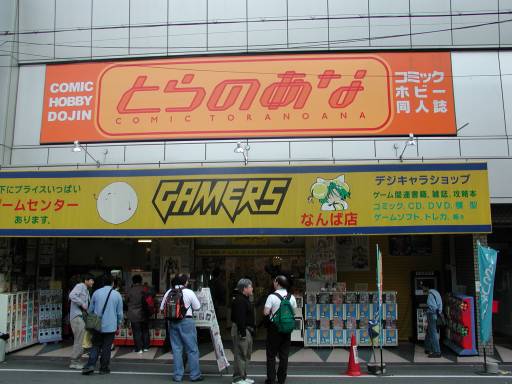 COMIC
HOBBY
DOJIN
とらのあな
COMIC TORANOANA
コミック
ホビー
同人誌
下にプライスいっぱい
ームセンター
あります。
GAMERS
なんば店
デジキャラショップ
ゲーム関連書籍、雑誌、攻略本
コミック、CD、DVD、模型
ゲームソフト、トレカ、